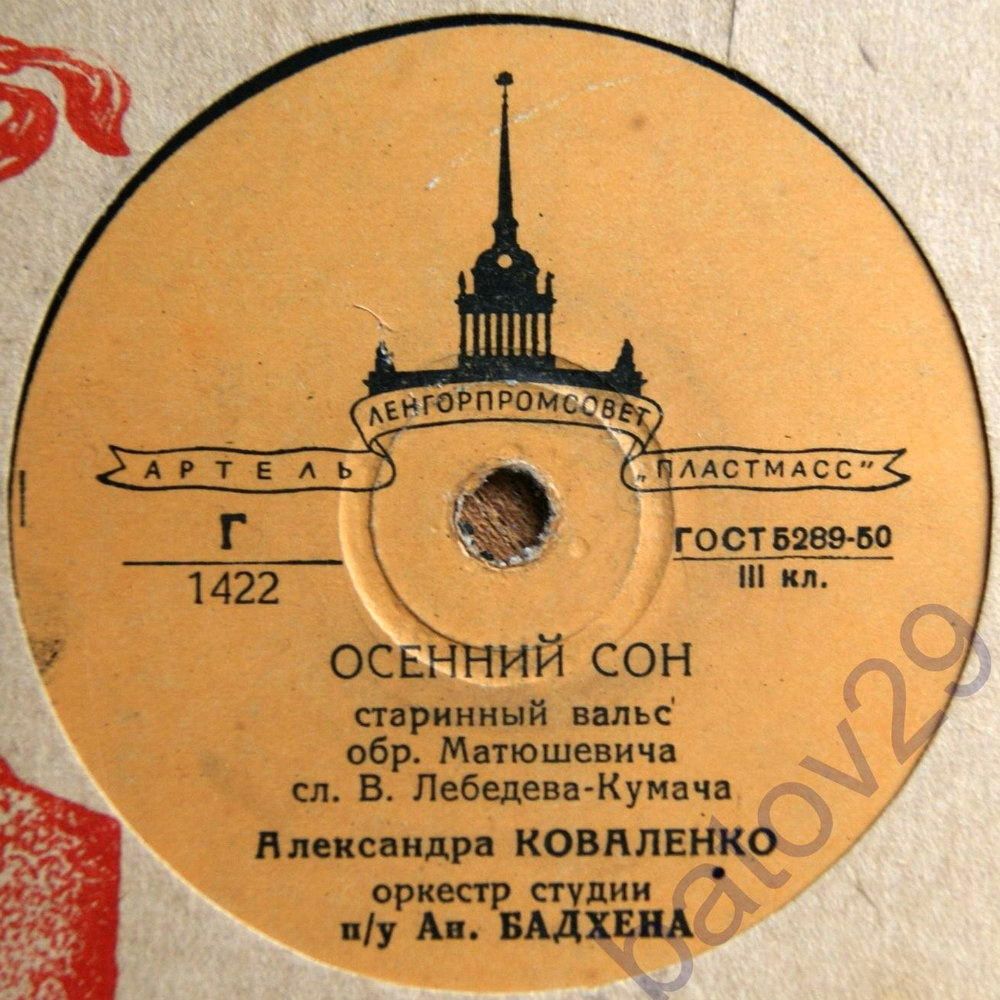 ЛЕНГОРПРОМСОВЕТ
АРТЕЛЬ „ПЛАСТМАСС"
Г
1422
ГОСТ 5289-50
III кл.
ОСЕННИЙ СОН
старинный вальс
обр. Матюшевича
сл. В. Лебедева-Кумача
Александра КОВАЛЕНКО
оркестр студии
п/у Ан. БАДХЕНА
batov29